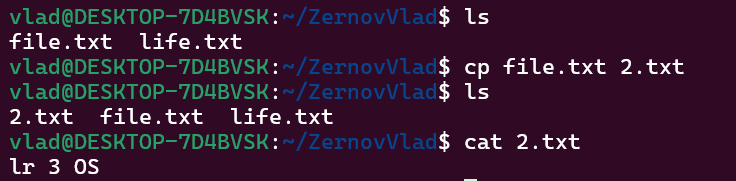 vlad@DESKTOP-7D4BVSK:~/ZernovVlad$ ls
file.txt  life.txt
vlad@DESKTOP-7D4BVSK:~/ZernovVlad$ cp file.txt 2.txt
vlad@DESKTOP-7D4BVSK:~/ZernovVlad$ ls
2.txt  file.txt  life.txt
vlad@DESKTOP-7D4BVSK:~/ZernovVlad$ cat 2.txt
lr 3 OS